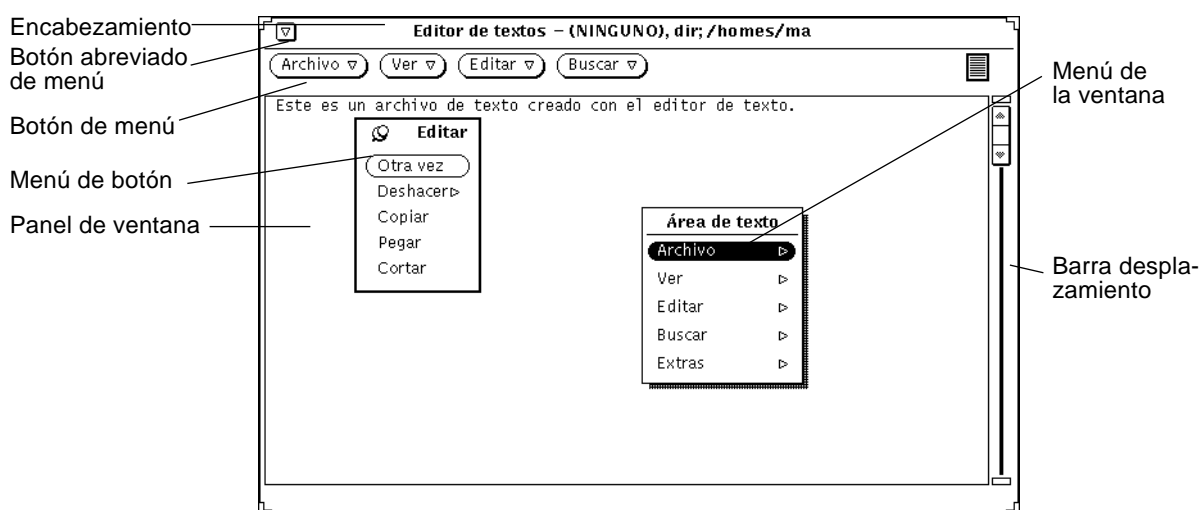 Encabezamiento
Botón abreviado
de menú
Botón de menú
Menú de botón
Panel de ventana
Editor de textos – (NINGUNO), dir; /homes/ma
Archivo Ver Editar Buscar
Este es un archivo de texto creado con el editor de texto.
Editar
Otra vez
Deshacer
Copiar
Pegar
Cortar
Área de texto
Archivo
Ver
Editar
Buscar
Extras
Menú de
la ventana
Barra despla-
zamiento